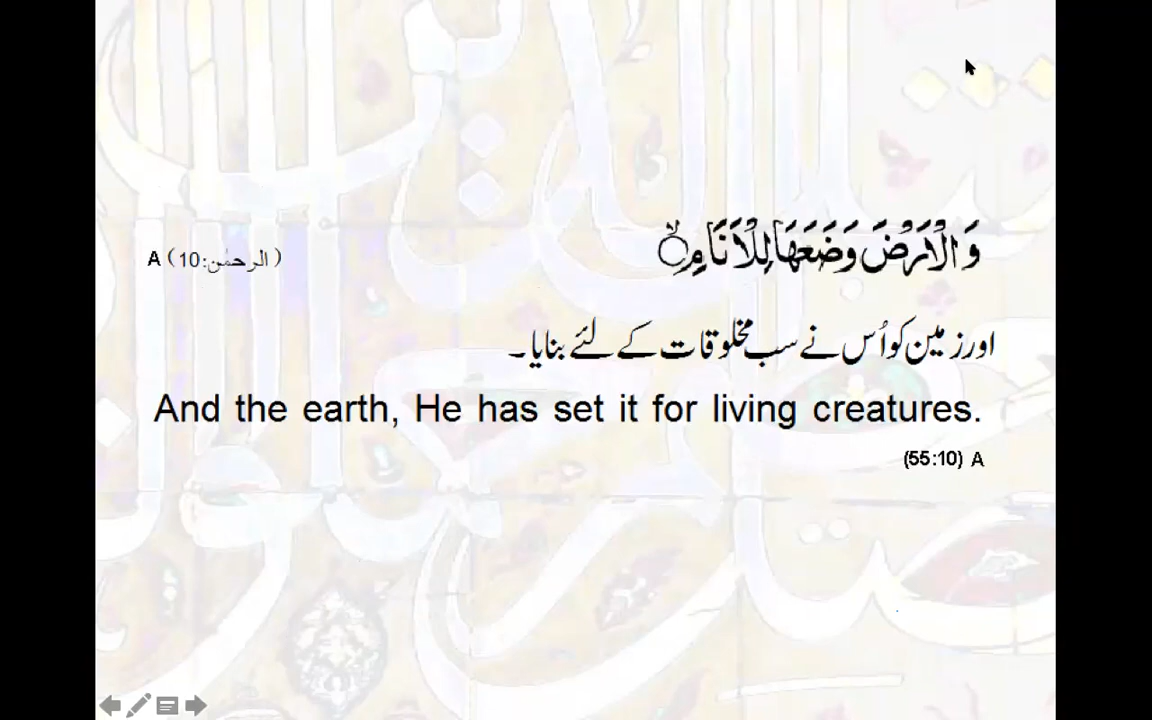 وَ الْاَرْضَ وَضَعَهَا لِلْاَنَامِۙ
A (الرحمٰن:10)
اور زمین کو اُس نے سب مخلوقات کے لئے بنایا۔
And the earth, He has set it for living creatures.
(55:10) A